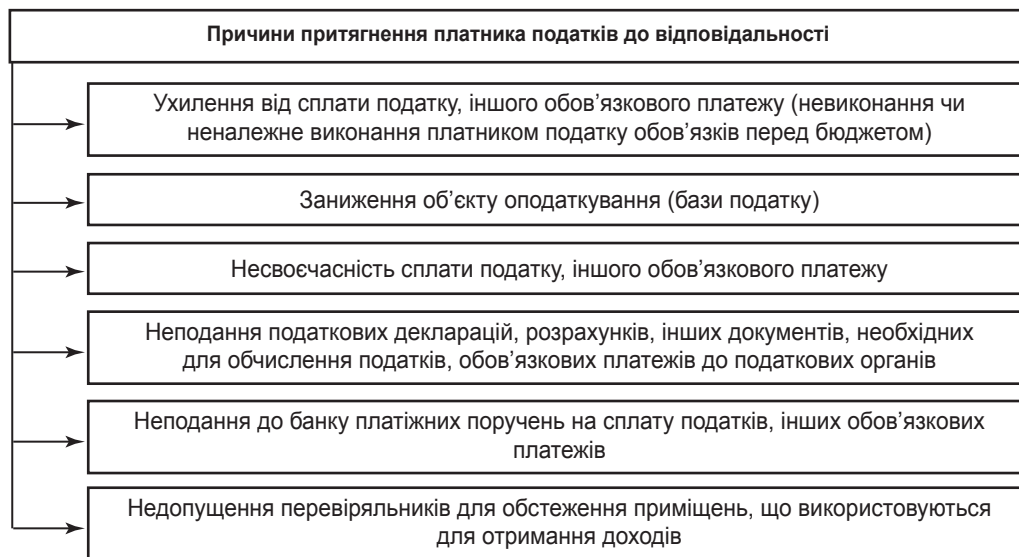 Причини притягнення платника податків до відповідальності
Ухилення від сплати податку, іншого обов’язкового платежу (невиконання чи
неналежне виконання платником податку обов’язків перед бюджетом)
Заниження об’єкту оподаткування (бази податку)
Несвоєчасність сплати податку, іншого обов’язкового платежу
Неподання податкових декларацій, розрахунків, інших документів, необхідних
для обчислення податків, обов’язкових платежів до податкових органів
Неподання до банку платіжних поручень на сплату податків, інших обов’язкових
платежів
Недопущення перевіряльників для обстеження приміщень, що використовуються
для отримання доходів